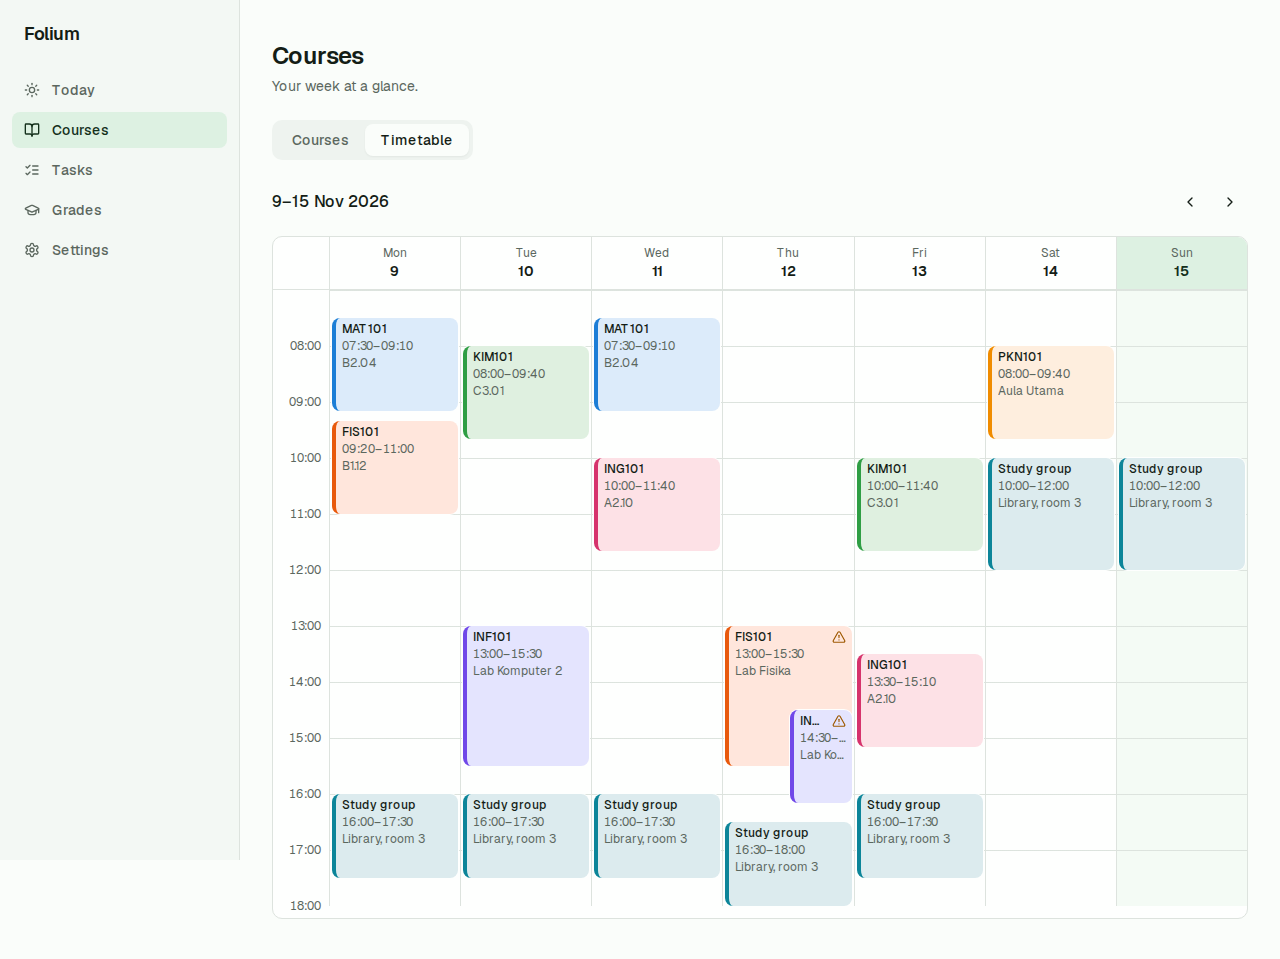 Folium
Today
Courses
Tasks
Grades
Settings
Courses
Your week at a glance.
Courses
Timetable
9–15 Nov 2026
Mon
9
Tue
10
Wed
11
Thu
12
Fri
13
Sat
14
Sun
15
08:00
09:00
10:00
11:00
12:00
13:00
14:00
15:00
16:00
17:00
18:00
MAT101
07:30–09:10
B2.04
FIS101
09:20–11:00
B1.12
Study group
16:00–17:30
Library, room 3
KIM101
08:00–09:40
C3.01
INF101
13:00–15:30
Lab Komputer 2
Study group
16:00–17:30
Library, room 3
MAT101
07:30–09:10
B2.04
ING101
10:00–11:40
A2.10
Study group
16:00–17:30
Library, room 3
FIS101
13:00–15:30
Lab Fisika
IN...
14:30–...
Lab Ko...
Study group
16:30–18:00
Library, room 3
KIM101
10:00–11:40
C3.01
ING101
13:30–15:10
A2.10
Study group
16:00–17:30
Library, room 3
PKN101
08:00–09:40
Aula Utama
Study group
10:00–12:00
Library, room 3
Study group
10:00–12:00
Library, room 3